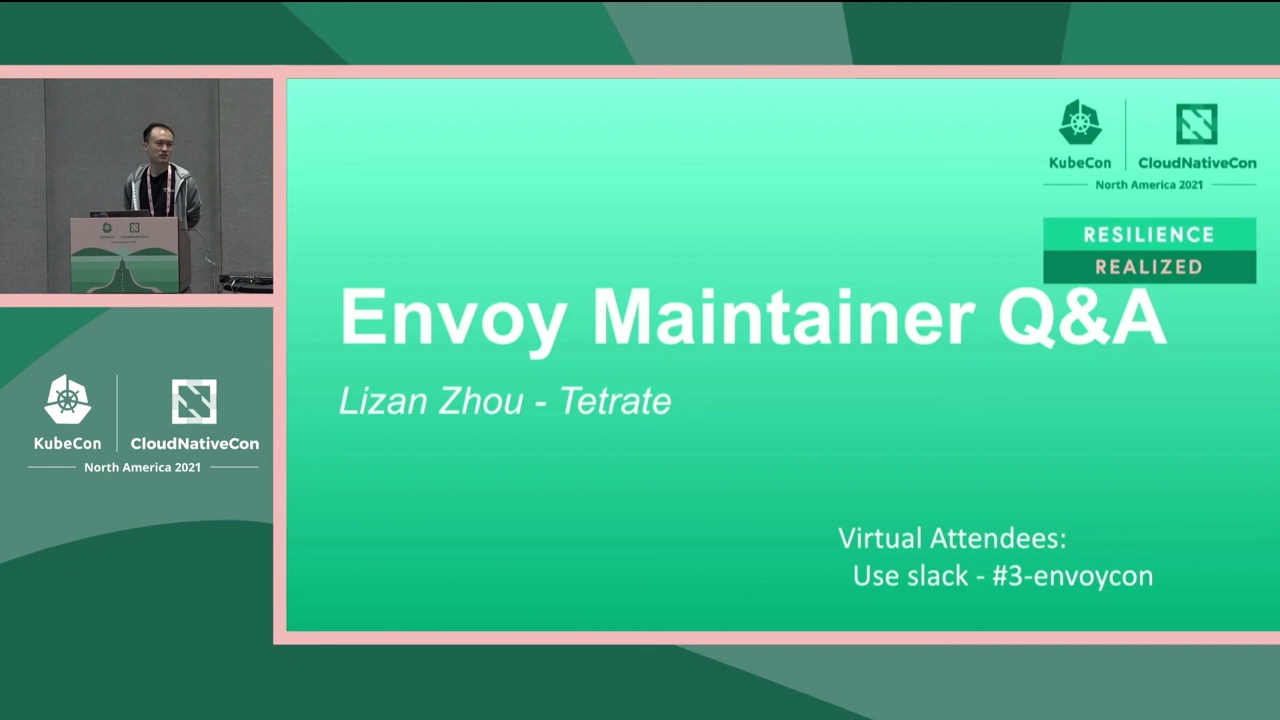 KubeCon
CloudNativeCon
North America 2021
RESILIENCE
REALIZED
Envoy Maintainer Q&A
Lizan Zhou - Tetrate
Virtual Attendees:
Use slack - #3-envoycon
KubeCon
CloudNativeCon
North America 2021